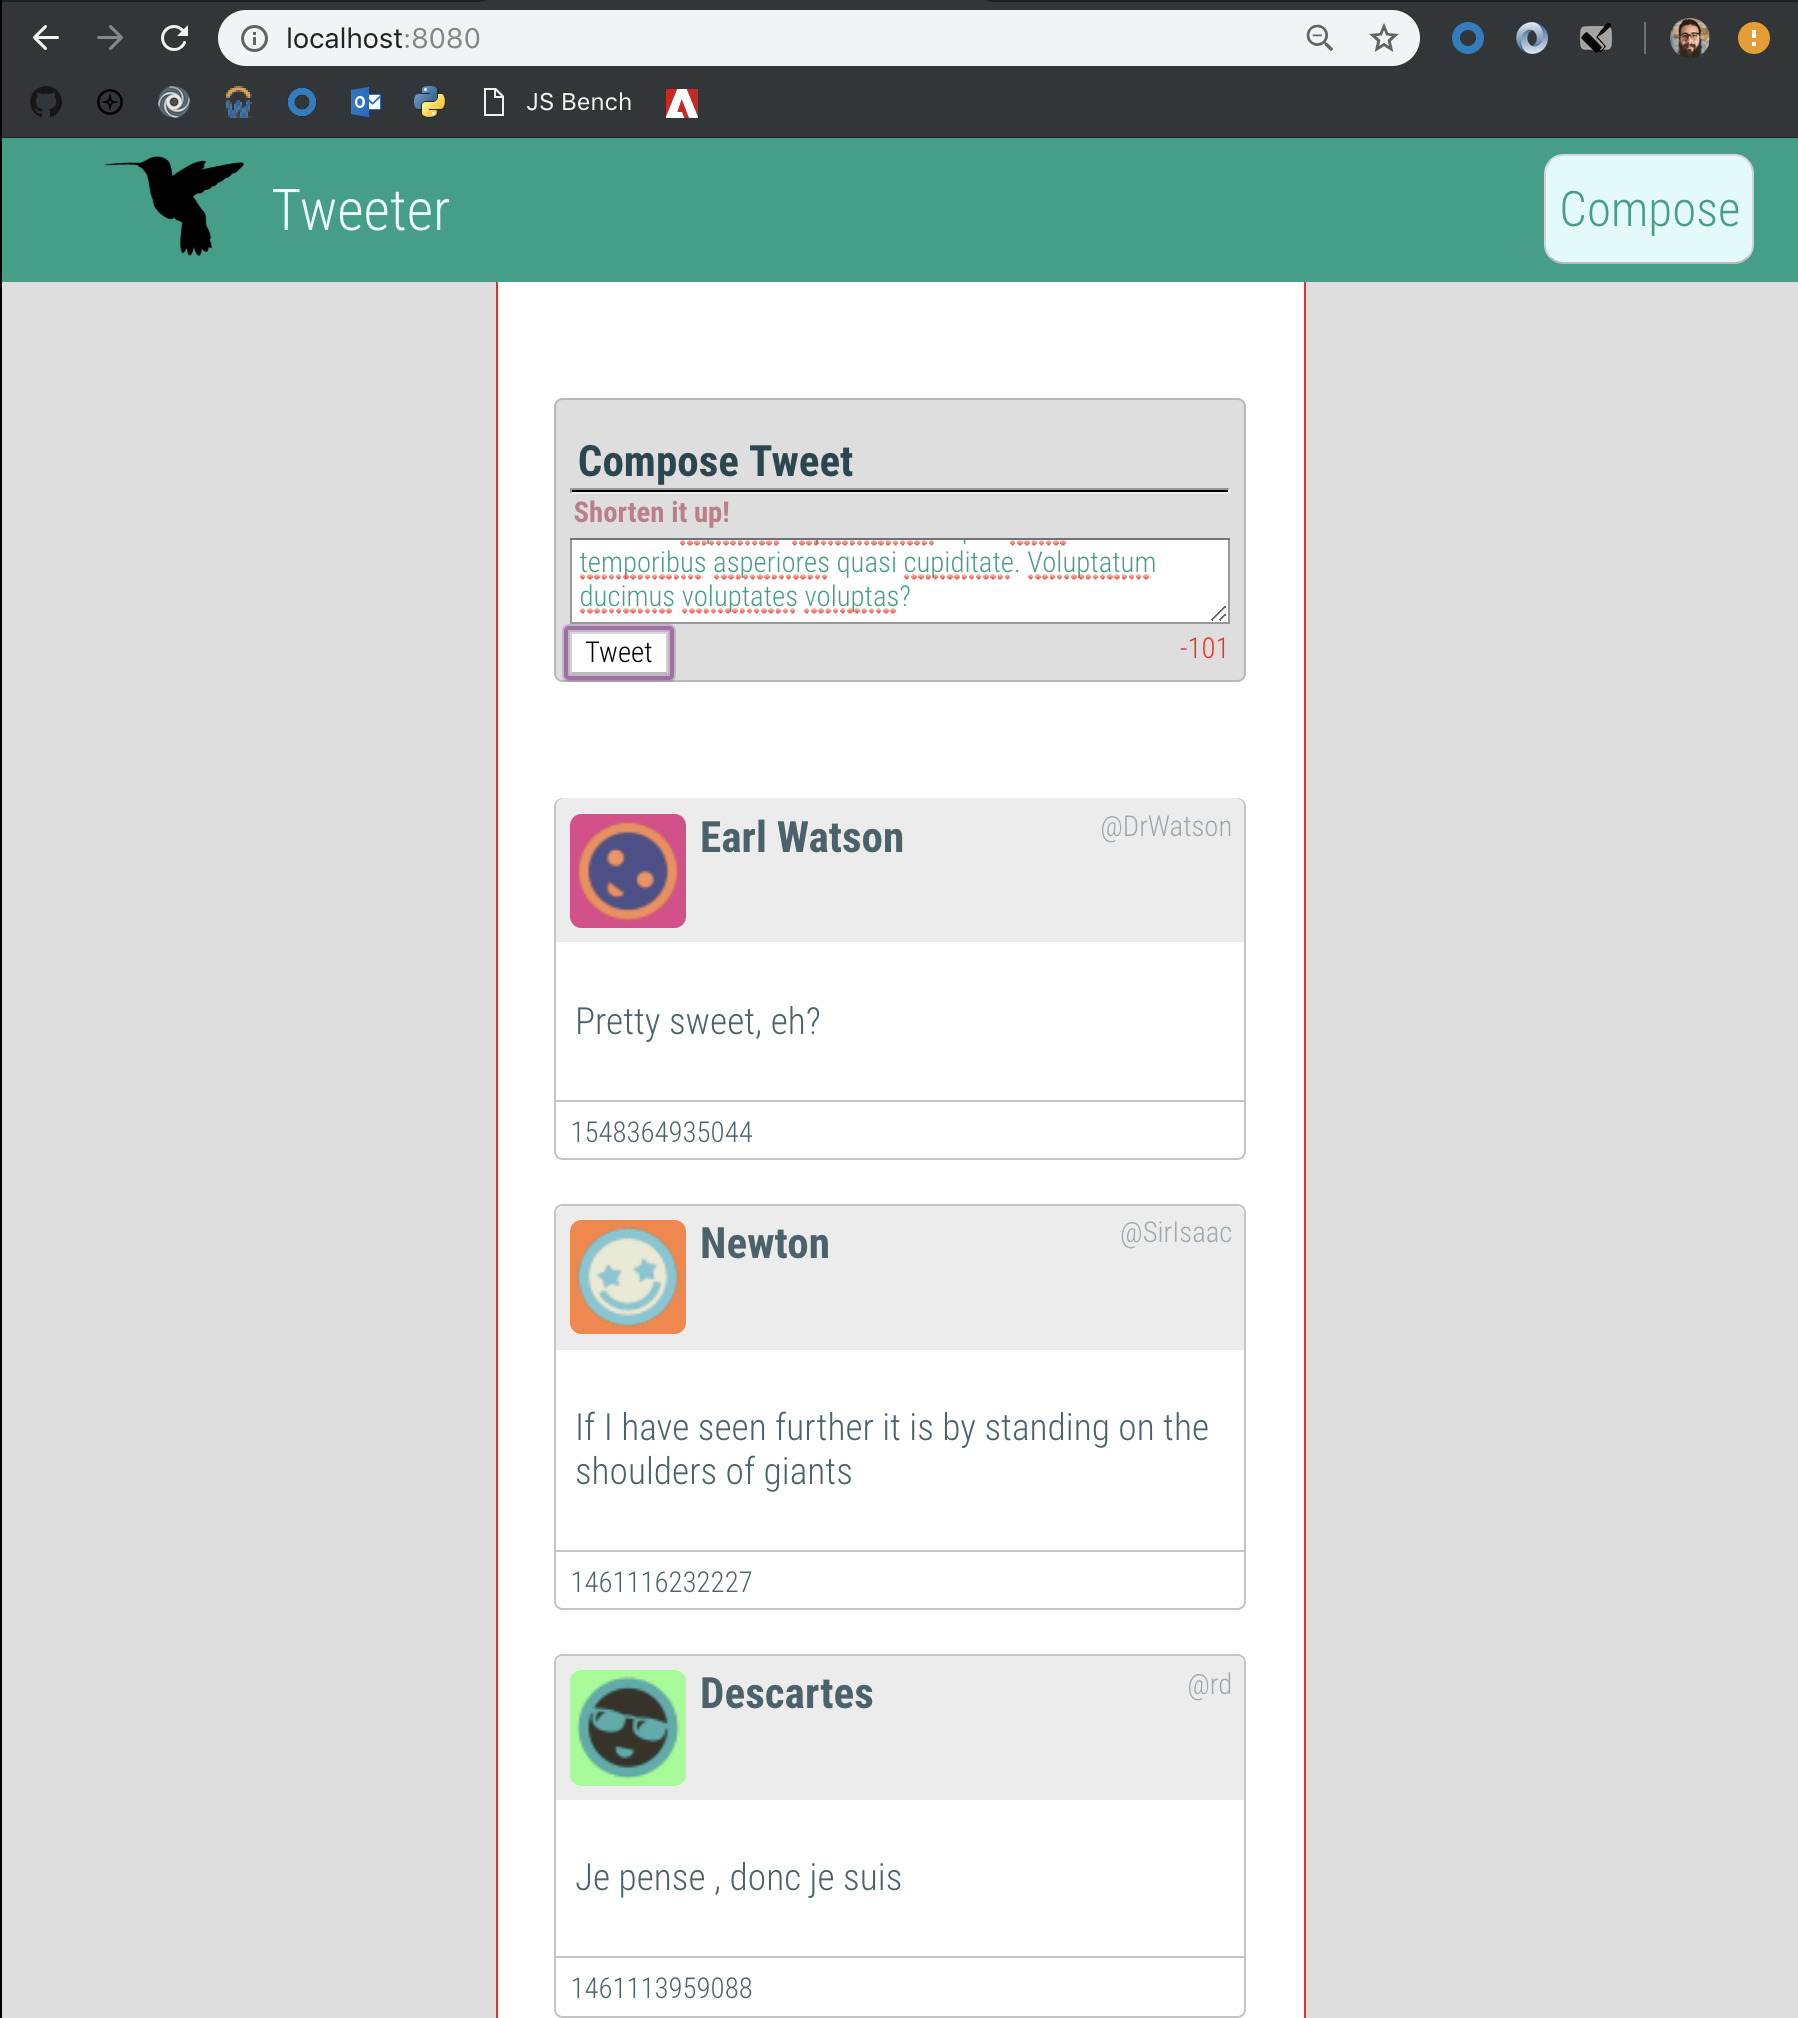 localhost:8080
JS Bench
Tweeter
Compose
Compose Tweet
Shorten it up!
temporibus asperiores quasi cupiditate. Voluptatum
ducimus voluptates voluptas?
Tweet
-101
Earl Watson
@DrWatson
Pretty sweet, eh?
1548364935044
Newton
@SirIsaac
If I have seen further it is by standing on the
shoulders of giants
1461116232227
Descartes
@rd
Je pense , donc je suis
1461113959088